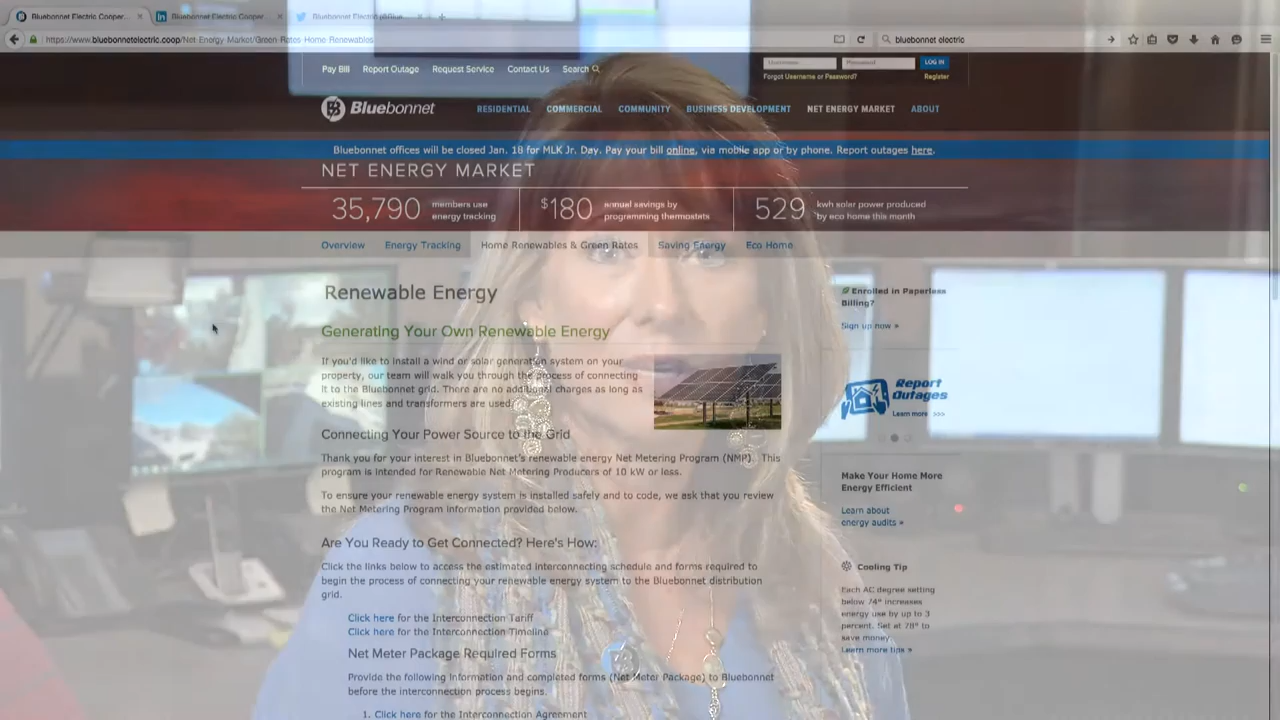 Bluebonnet Electric Cooper...
Bluebonnet Electric Cooper...
Bluebonnet Electric
https://www.bluebonnetelectric.coop/Net-Energy-Market/Green-Rates-Home-Renewables
bluebonnet electric
Pay Bill Report Outage Request Service Contact Us Search
Username
Password
LOG IN
Forgot Username or Password?
Register
Bluebonnet
RESIDENTIAL COMMERCIAL COMMUNITY BUSINESS DEVELOPMENT NET ENERGY MARKET ABOUT
Bluebonnet offices will be closed Jan. 18 for MLK Jr. Day. Pay your bill online, via mobile app or by phone. Report outages here.
NET ENERGY MARKET
35,790 members use energy tracking
$180 annual savings by programming thermostats
529 kwh solar power produced by eco home this month
Overview Energy Tracking Home Renewables & Green Rates Saving Energy Eco Home
Renewable Energy
Generating Your Own Renewable Energy
If you'd like to install a wind or solar generation system on your
property, our team will walk you through the process of connecting
it to the Bluebonnet grid. There are no additional charges as long as
existing lines and transformers are used.
Connecting Your Power Source to the Grid
Thank you for your interest in Bluebonnet's renewable energy Net Metering Program (NMP). This
program is intended for Renewable Net Metering Producers of 10 kW or less.
To ensure your renewable energy system is installed safely and to code, we ask that you review
the Net Metering Program information provided below.
Are You Ready to Get Connected? Here's How:
Click the links below to access the estimated interconnecting schedule and forms required to
begin the process of connecting your renewable energy system to the Bluebonnet distribution
grid.
Click here for the Interconnection Tariff
Click here for the Interconnection Timeline
Net Meter Package Required Forms
Provide the following information and completed forms (Net Meter Package) to Bluebonnet
before the interconnection process begins.
1. Click here for the Interconnection Agreement
Enrolled in Paperless
Billing?
Sign up now »
Report
Outages
Learn more >>>
Make Your Home More
Energy Efficient
Learn about
energy audits »
Cooling Tip
Each AC degree setting
below 74° increases
energy use by up to 3
percent. Set at 78° to
save money.
Learn more tips »